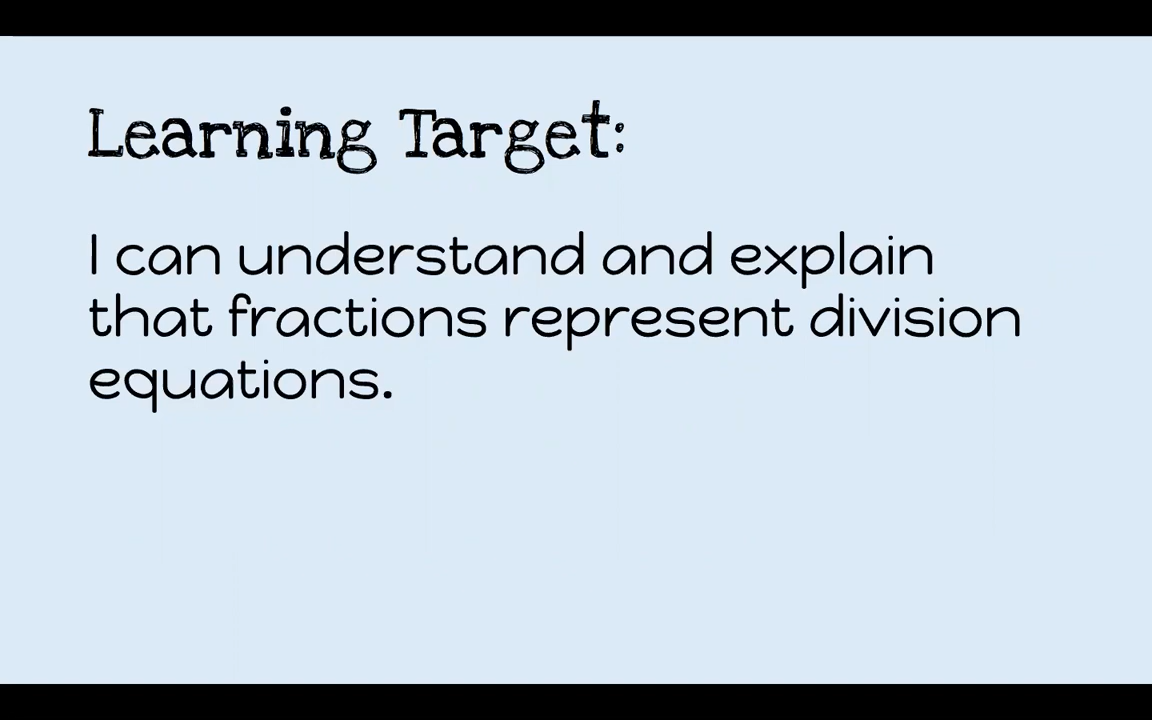 Learning Target:
I can understand and explain
that fractions represent division
equations.